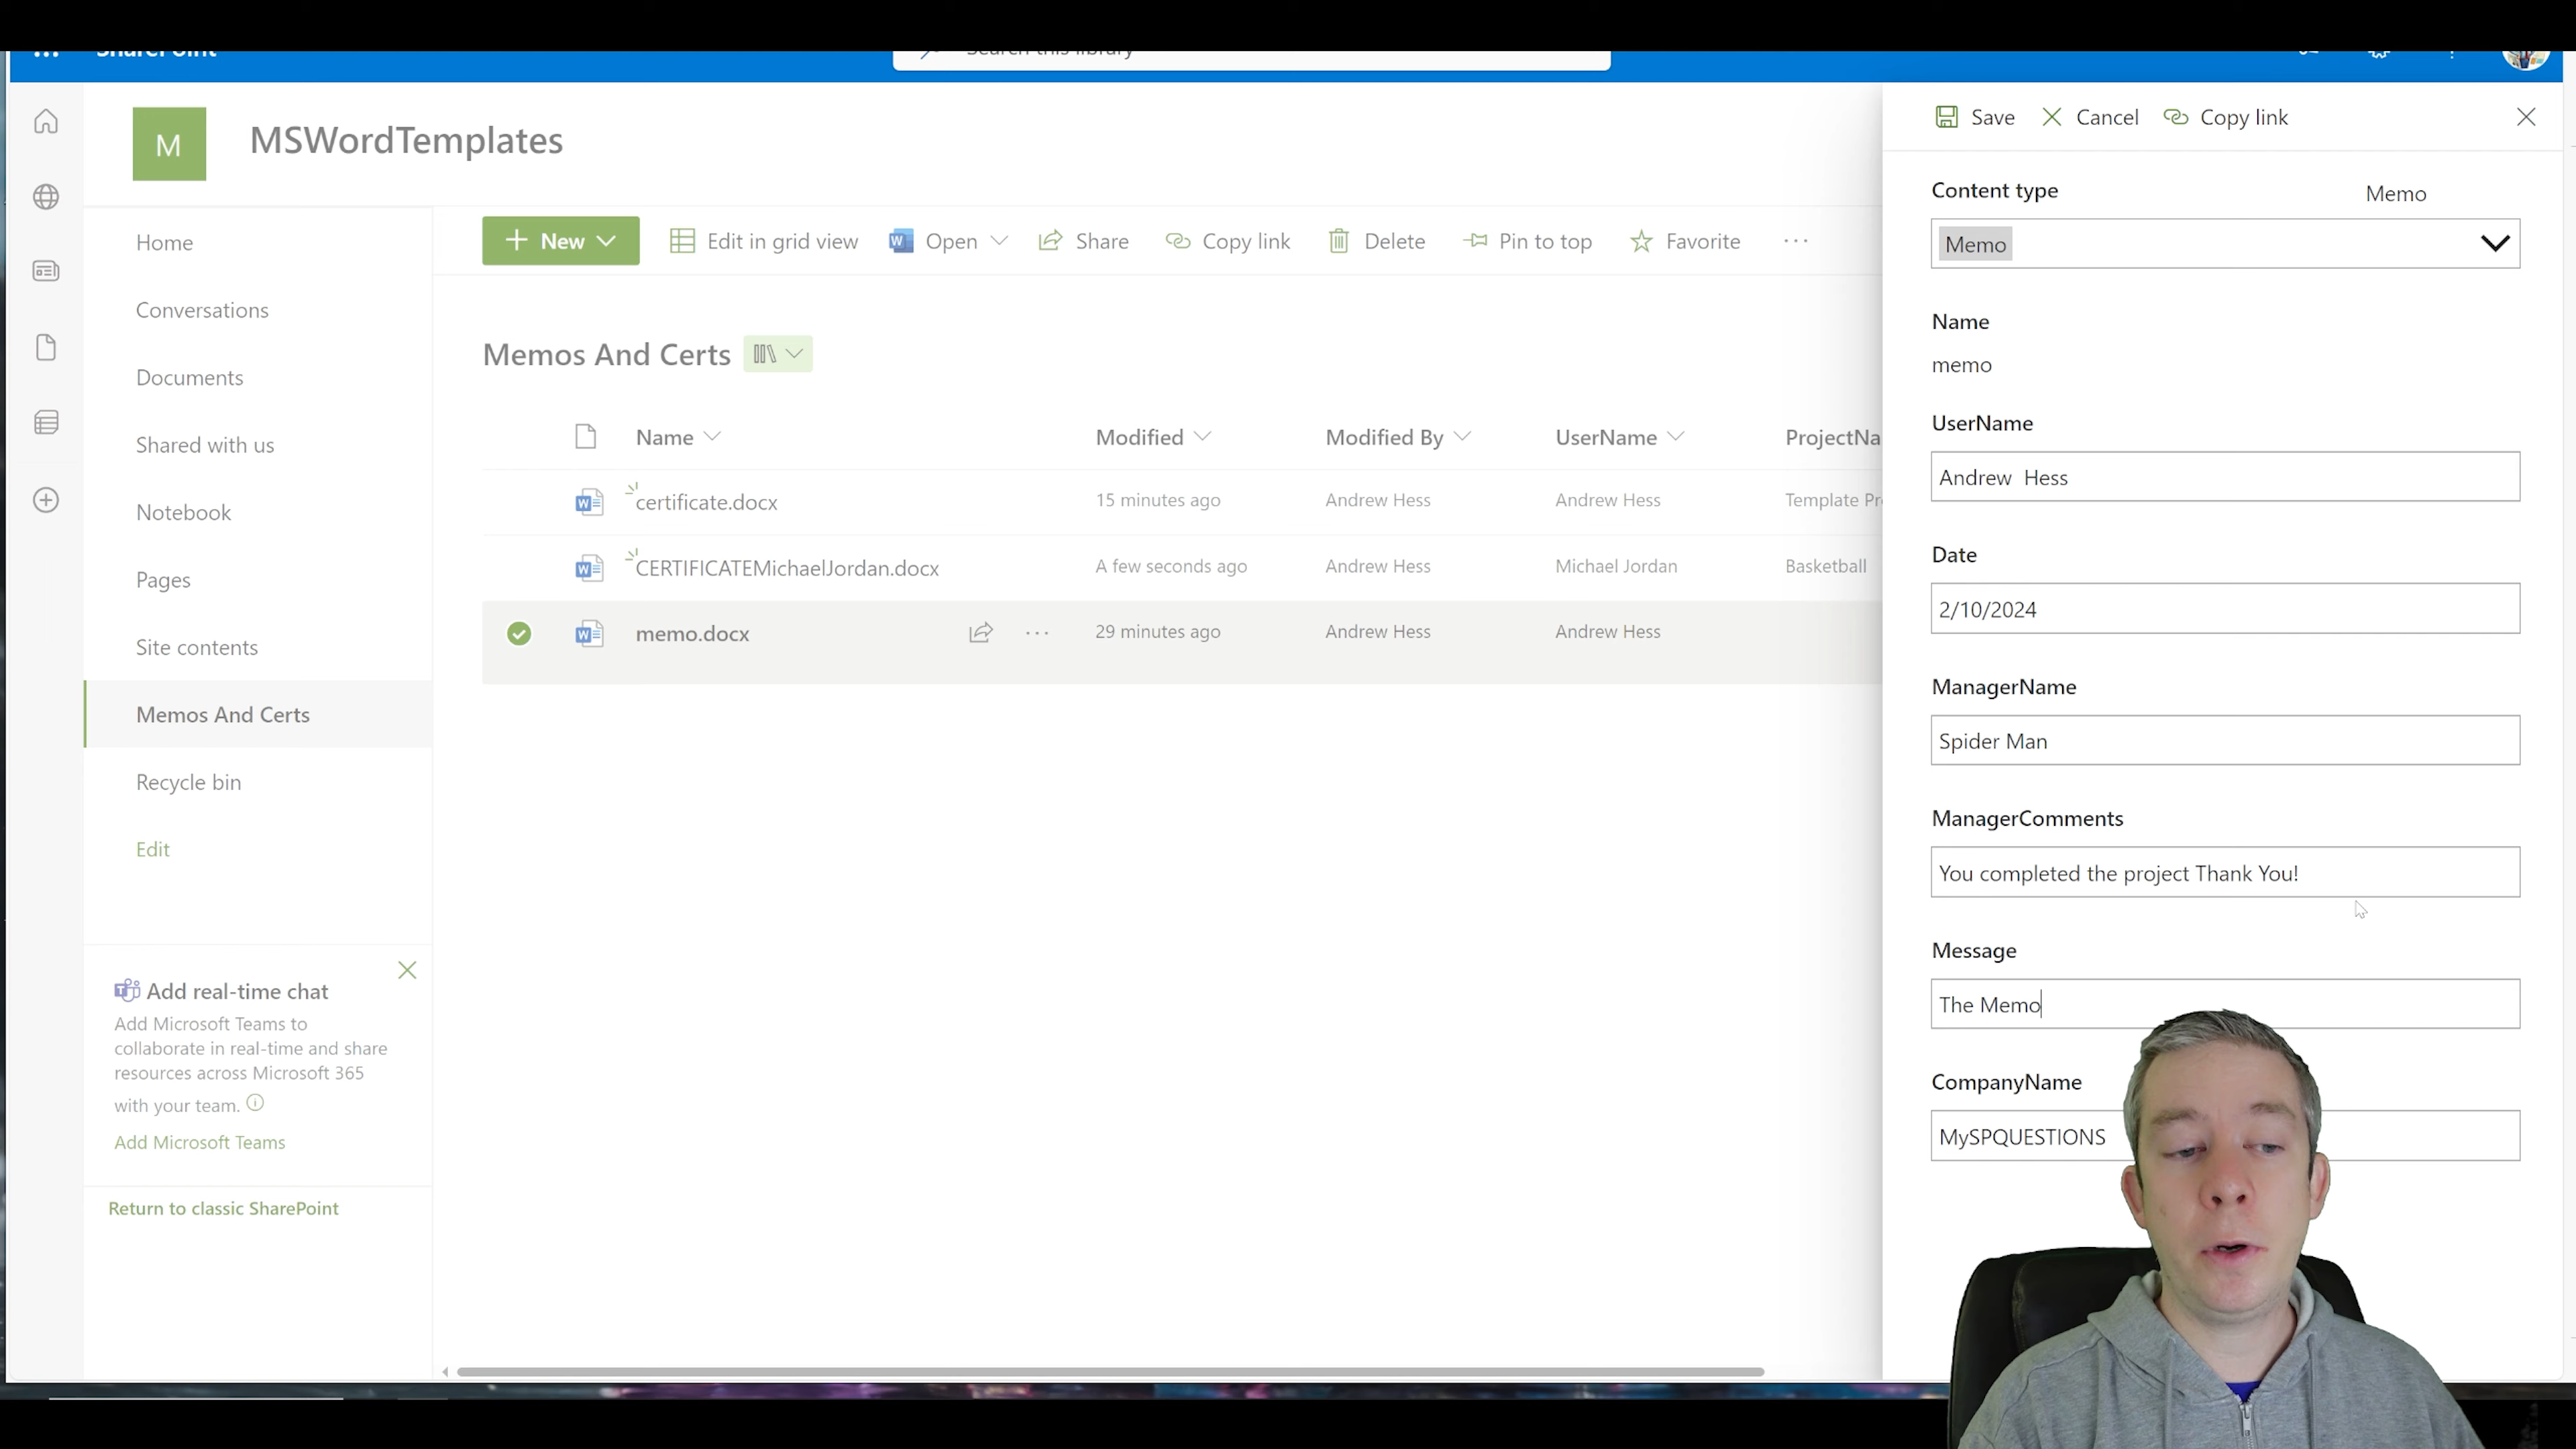 SharePoint
Search this library
M
MSWordTemplates
Home
Conversations
Documents
Shared with us
Notebook
Pages
Site contents
Memos And Certs
Recycle bin
Edit
Add real-time chat
Add Microsoft Teams to
collaborate in real-time and share
resources across Microsoft 365
with your team.
Add Microsoft Teams
Return to classic SharePoint
New
Edit in grid view
Open
Share
Copy link
Delete
Pin to top
Favorite
Memos And Certs
Name Modified Modified By UserName ProjectNa
certificate.docx 15 minutes ago Andrew Hess Andrew Hess Template Pr
CERTIFICATEMichaelJordan.docx A few seconds ago Andrew Hess Michael Jordan Basketball
memo.docx 29 minutes ago Andrew Hess Andrew Hess
Save Cancel Copy link
Content type Memo
Memo
Name
memo
UserName
Andrew  Hess
Date
2/10/2024
ManagerName
Spider Man
ManagerComments
You completed the project Thank You!
Message
The Memo
CompanyName
MySPQUESTIONS